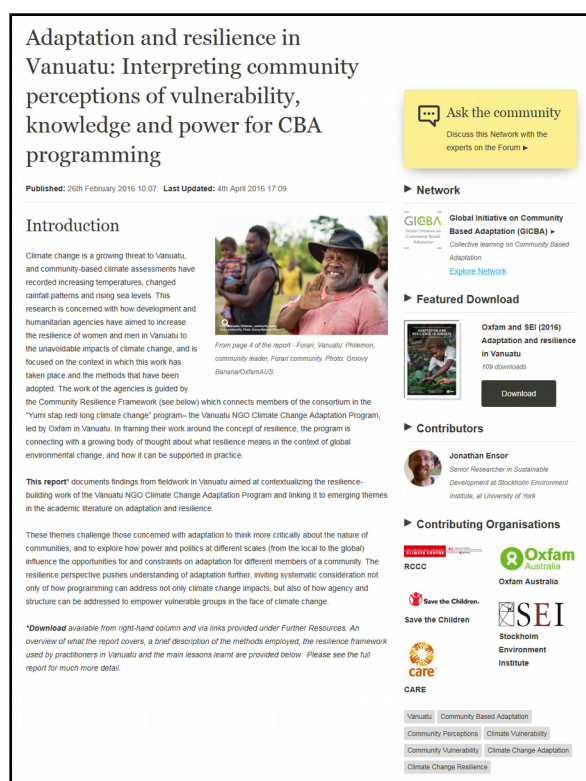 Adaptation and resilience in
Vanuatu: Interpreting community
perceptions of vulnerability,
knowledge and power for CBA
programming
Published: 26th February 2016 10:07 Last Updated: 4th April 2016 17:09
Introduction
Climate change is a growing threat to Vanuatu,
and community-based climate assessments have
recorded increasing temperatures, changed
rainfall patterns and rising sea levels. This
research is concerned with how development and
humanitarian agencies have aimed to increase
the resilience of women and men in Vanuatu to
the unavoidable impacts of climate change, and is
focused on the context in which this work has
taken place and the methods that have been
adopted. The work of the agencies is guided by
the Community Resilience Framework (see below) which connects members of the consortium in the
"Yumi stap redi long climate change" program– the Vanuatu NGO Climate Change Adaptation Program,
led by Oxfam in Vanuatu. In framing their work around the concept of resilience, the program is
connecting with a growing body of thought about what resilience means in the context of global
environmental change, and how it can be supported in practice.
From page 4 of the report - Forari, Vanuatu: Philemon,
community leader, Forari community. Photo: Groovy
Banana/OxfamAUS.
This report* documents findings from fieldwork in Vanuatu aimed at contextualizing the resilience-
building work of the Vanuatu NGO Climate Change Adaptation Program and linking it to emerging themes
in the academic literature on adaptation and resilience.
These themes challenge those concerned with adaptation to think more critically about the nature of
communities, and to explore how power and politics at different scales (from the local to the global)
influence the opportunities for and constraints on adaptation for different members of a community. The
resilience perspective pushes understanding of adaptation further, inviting systematic consideration not
only of how programming can address not only climate change impacts, but also of how agency and
structure can be addressed to empower vulnerable groups in the face of climate change.
*Download available from right-hand column and via links provided under Further Resources. An
overview of what the report covers, a brief description of the methods employed, the resilience framework
used by practitioners in Vanuatu and the main lessons learnt are provided below. Please see the full
report for much more detail.
Ask the community
Discuss this Network with the
experts on the Forum ►
► Network
GICBA
Global Initiative on
Community Based
Adaptation
Global Initiative on Community
Based Adaptation (GICBA) ►
Collective learning on Community Based
Adaptation
Explore Network
► Featured Download
ADAPTATION AND
RESILIENCE IN VANUATU
Oxfam and SEI (2016)
Adaptation and resilience
in Vanuatu
109 downloads
Download
► Contributors
Jonathan Ensor
Senior Researcher in Sustainable
Development at Stockholm Environment
Institute, at University of York
► Contributing Organisations
CLIMATE CENTRE
RCCC
Oxfam
Australia
Oxfam Australia
Save the Children.
Save the Children
SEI
Stockholm
Environment
Institute
care
CARE
Vanuatu
Community Based Adaptation
Community Perceptions
Climate Vulnerability
Community Vulnerability
Climate Change Adaptation
Climate Change Resilience